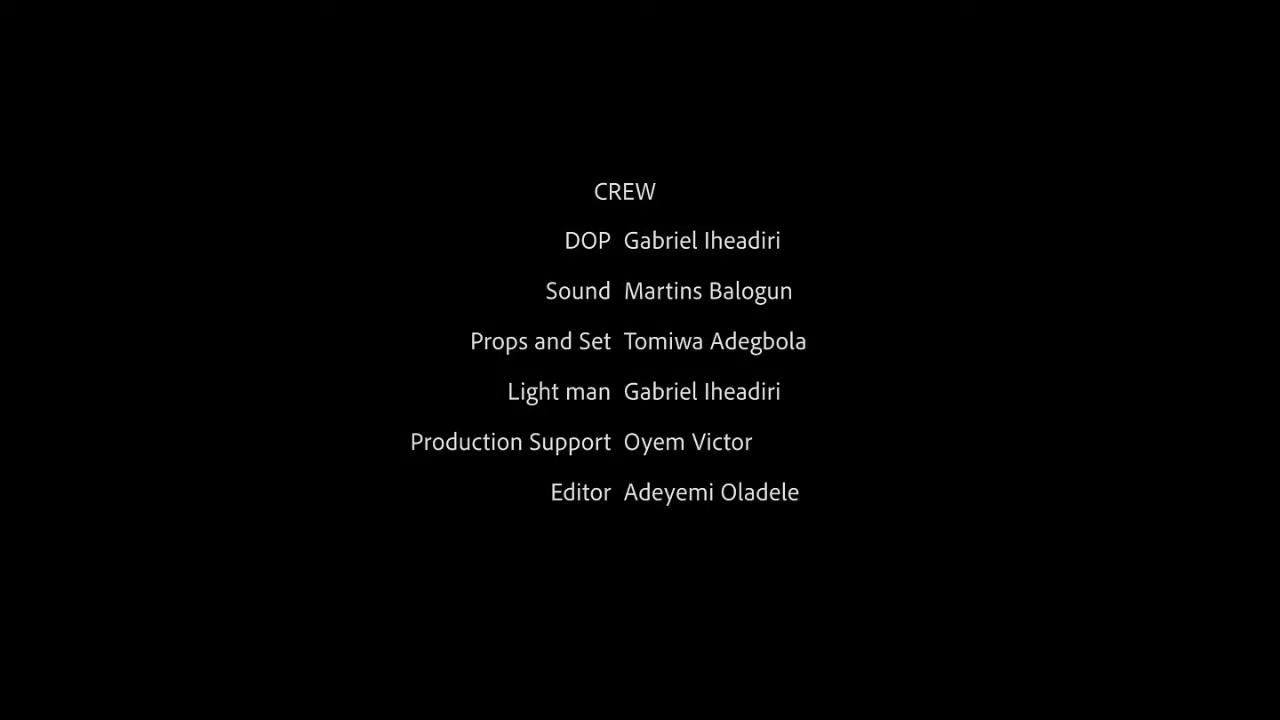 CREW
DOP Gabriel Iheadiri
Sound Martins Balogun
Props and Set Tomiwa Adegbola
Light man Gabriel Iheadiri
Production Support Oyem Victor
Editor Adeyemi Oladele